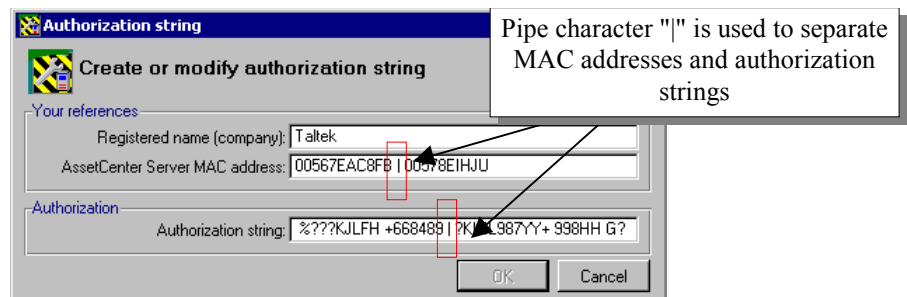 Authorization string
Pipe character "|" is used to separate
MAC addresses and authorization
strings
Create or modify authorization string
Your references
Registered name (company): Taltek
AssetCenter Server MAC address: 00567EAC8FB | 00578EIHJU
Authorization
Authorization string: %???KJLFH +668489 | 998HH G?
OK Cancel